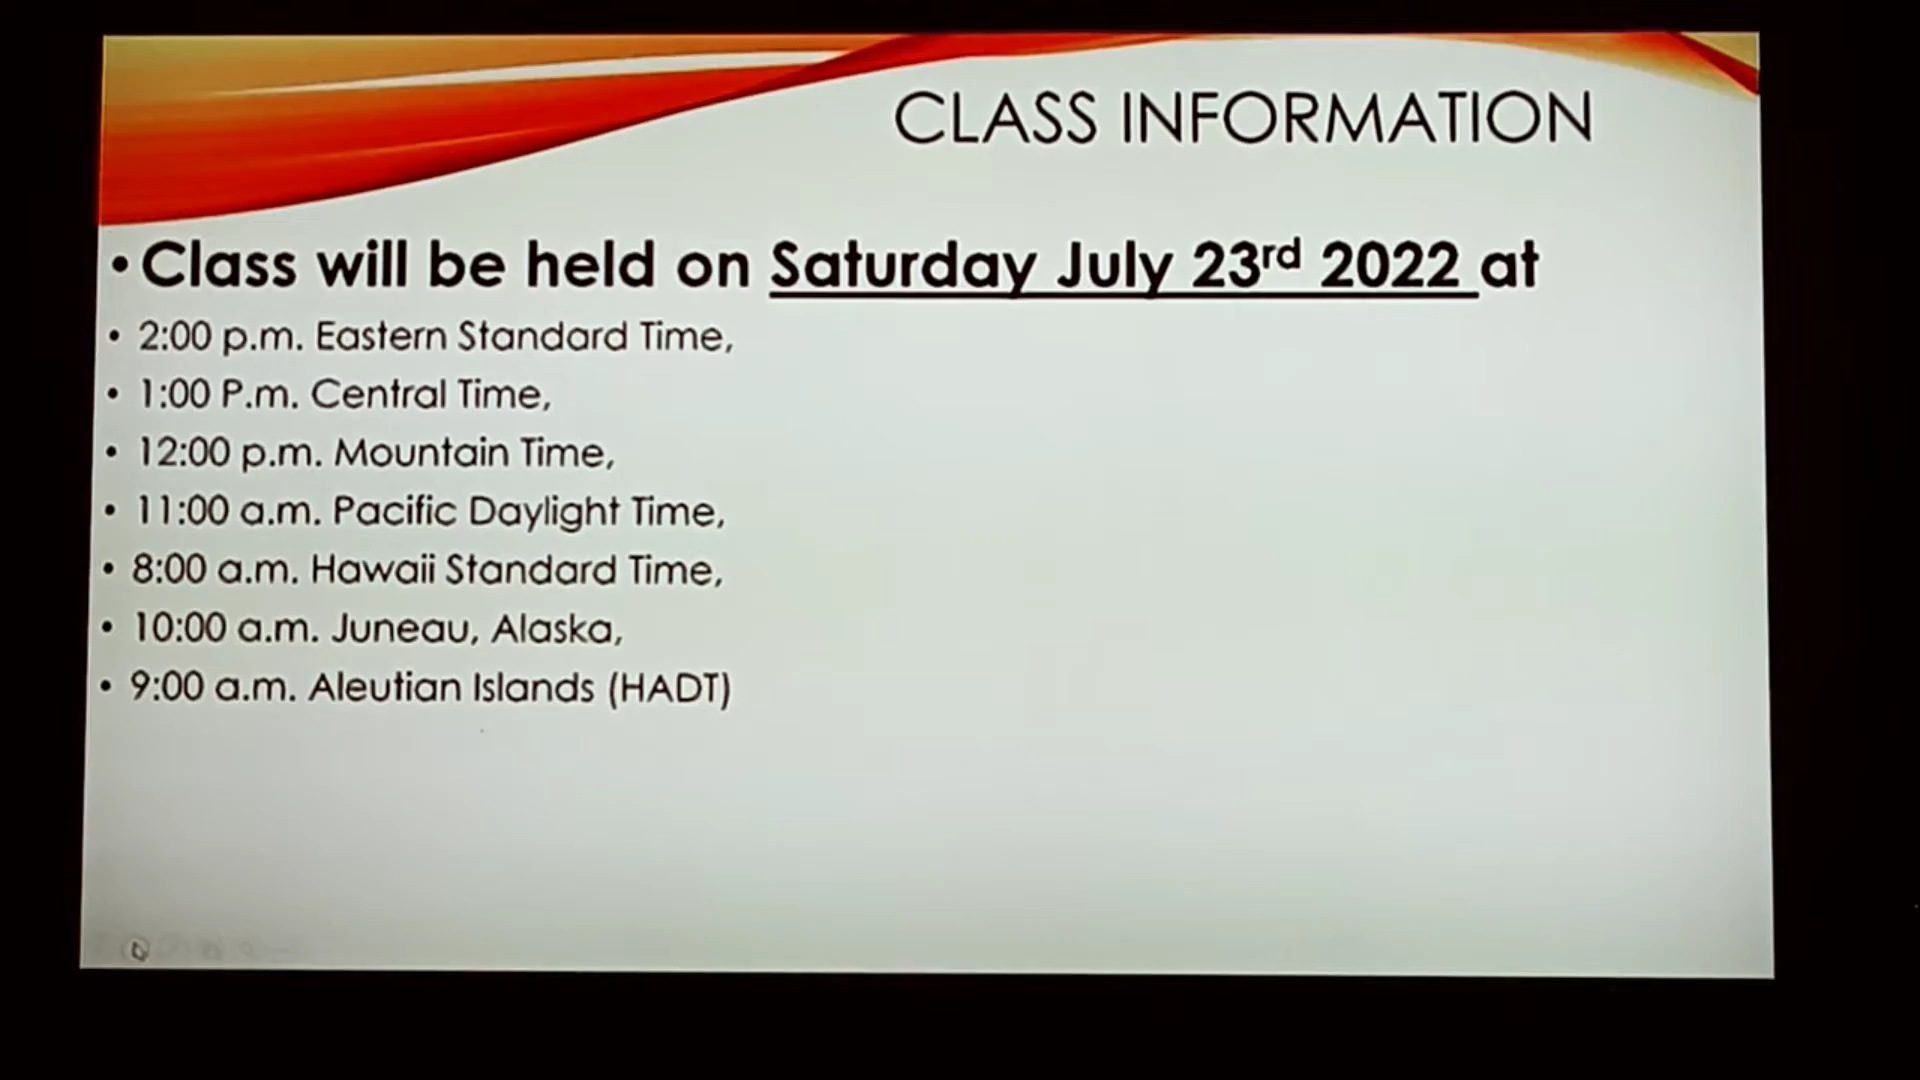 CLASS INFORMATION
• Class will be held on Saturday July 23rd 2022 at
• 2:00 p.m. Eastern Standard Time,
• 1:00 P.m. Central Time,
• 12:00 p.m. Mountain Time,
• 11:00 a.m. Pacific Daylight Time,
• 8:00 a.m. Hawaii Standard Time,
• 10:00 a.m. Juneau, Alaska,
• 9:00 a.m. Aleutian Islands (HADT)